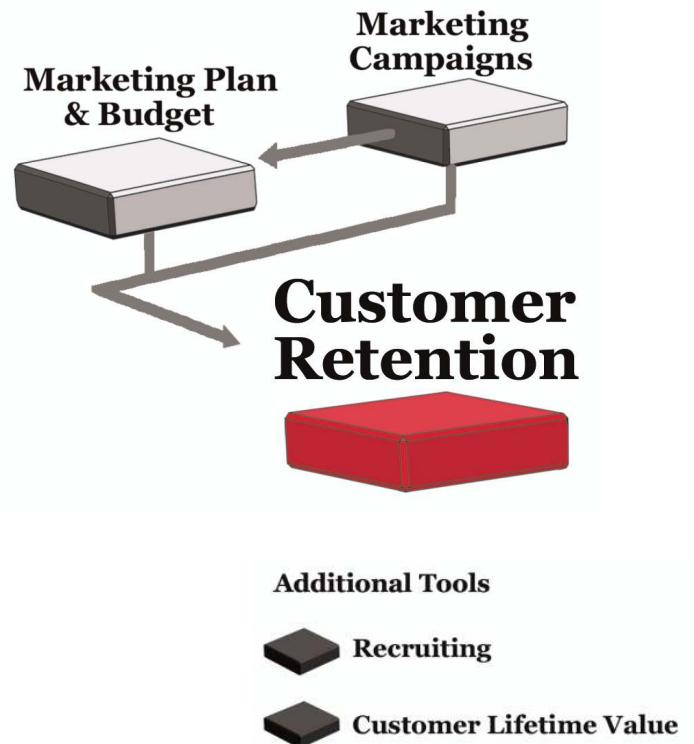 Marketing
Campaigns
Marketing Plan
& Budget
Customer
Retention
Additional Tools
Recruiting
Customer Lifetime Value